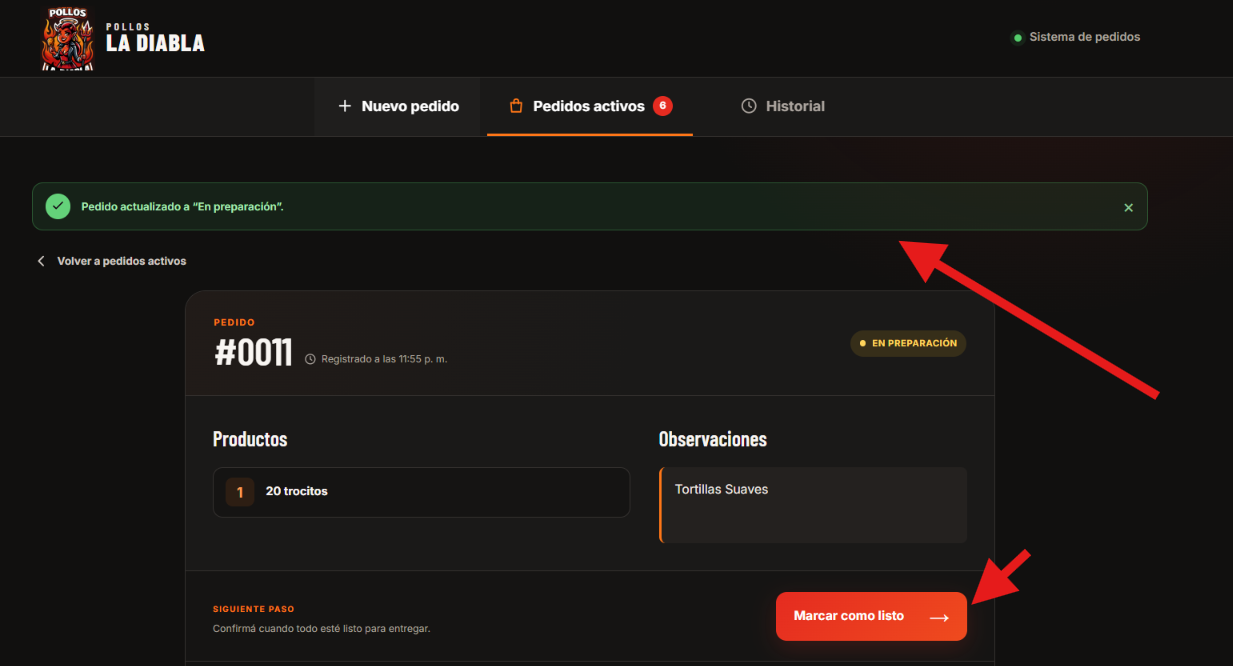 POLLOS
LA DIABLA
POLLOS
LA DIABLA
Sistema de pedidos
Nuevo pedido
Pedidos activos 6
Historial
Pedido actualizado a “En preparación”.
Volver a pedidos activos
PEDIDO
#0011
Registrado a las 11:55 p. m.
EN PREPARACIÓN
Productos
1 20 trocitos
Observaciones
Tortillas Suaves
SIGUIENTE PASO
Confirmá cuando todo esté listo para entregar.
Marcar como listo